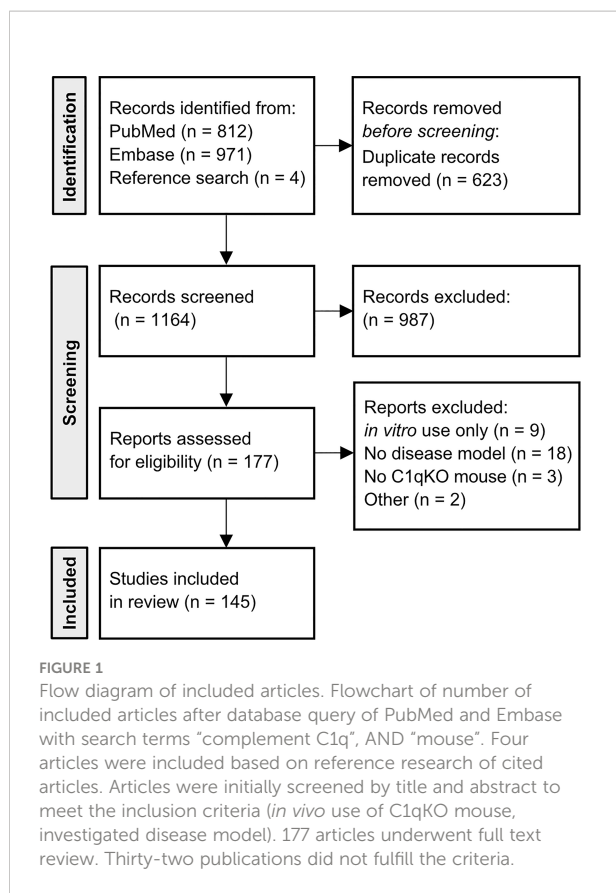 Identification
Records identified from:
PubMed (n = 812)
Embase (n = 971)
Reference search (n = 4)
Records removed
before screening:
Duplicate records
removed (n = 623)
Screening
Records screened
(n = 1164)
Records excluded:
(n = 987)
Reports assessed
for eligibility (n = 177)
Reports excluded:
in vitro use only (n = 9)
No disease model (n = 18)
No C1qKO mouse (n = 3)
Other (n = 2)
Included
Studies included
in review (n = 145)
FIGURE 1
Flow diagram of included articles. Flowchart of number of
included articles after database query of PubMed and Embase
with search terms “complement C1q”, AND “mouse”. Four
articles were included based on reference research of cited
articles. Articles were initially screened by title and abstract to
meet the inclusion criteria (in vivo use of C1qKO mouse,
investigated disease model). 177 articles underwent full text
review. Thirty-two publications did not fulfill the criteria.